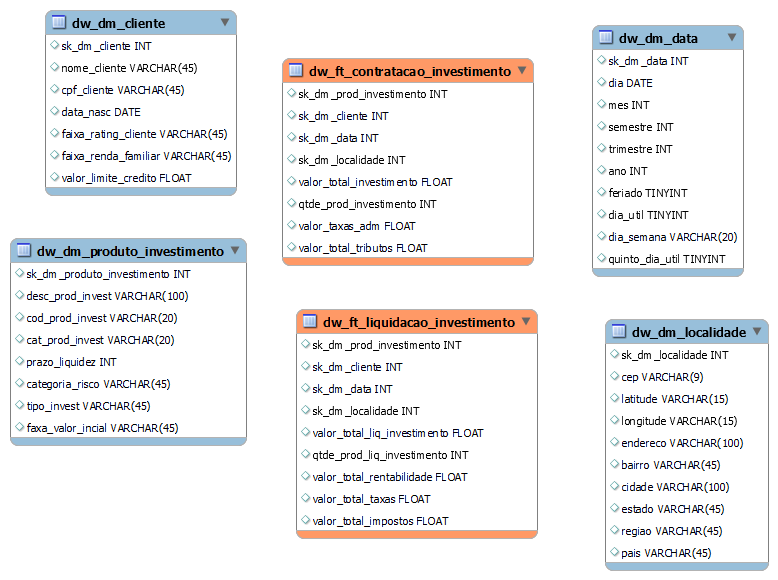 dw_dm_cliente
sk_dm_cliente INT
nome_cliente VARCHAR(45)
cpf_cliente VARCHAR(45)
data_nasc DATE
faixa_rating_cliente VARCHAR(45)
faixa_renda_familiar VARCHAR(45)
valor_limite_credito FLOAT
dw_ft_contratacao_investimento
sk_dm_prod_investimento INT
sk_dm_cliente INT
sk_dm_data INT
sk_dm_localidade INT
valor_total_investimento FLOAT
qtde_prod_investimento INT
valor_taxas_adm FLOAT
valor_total_tributos FLOAT
dw_dm_data
sk_dm_data INT
dia DATE
mes INT
semestre INT
trimestre INT
ano INT
feriado TINYINT
dia_util TINYINT
dia_semana VARCHAR(20)
quinto_dia_util TINYINT
dw_dm_produto_investimento
sk_dm_produto_investimento INT
desc_prod_invest VARCHAR(100)
cod_prod_invest VARCHAR(20)
cat_prod_invest VARCHAR(20)
prazo_liquidez INT
categoria_risco VARCHAR(45)
tipo_invest VARCHAR(45)
faxa_valor_incial VARCHAR(45)
dw_ft_liquidacao_investimento
sk_dm_prod_investimento INT
sk_dm_cliente INT
sk_dm_data INT
sk_dm_localidade INT
valor_total_liq_investimento FLOAT
qtde_prod_liq_investimento INT
valor_total_rentabilidade FLOAT
valor_total_taxas FLOAT
valor_total_impostos FLOAT
dw_dm_localidade
sk_dm_localidade INT
cep VARCHAR(9)
latitude VARCHAR(15)
longitude VARCHAR(15)
endereco VARCHAR(100)
bairro VARCHAR(45)
cidade VARCHAR(100)
estado VARCHAR(45)
regiao VARCHAR(45)
pais VARCHAR(45)